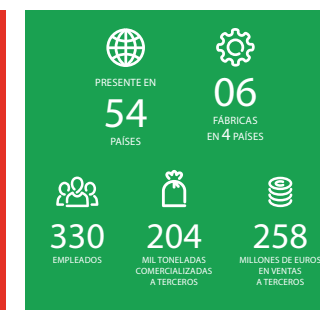 PRESENTE EN
54
PAÍSES
06
FÁBRICAS
EN 4 PAÍSES
330
EMPLEADOS
204
MIL TONELADAS
COMERCIALIZADAS
A TERCEROS
258
MILLONES DE EUROS
EN VENTAS
A TERCEROS